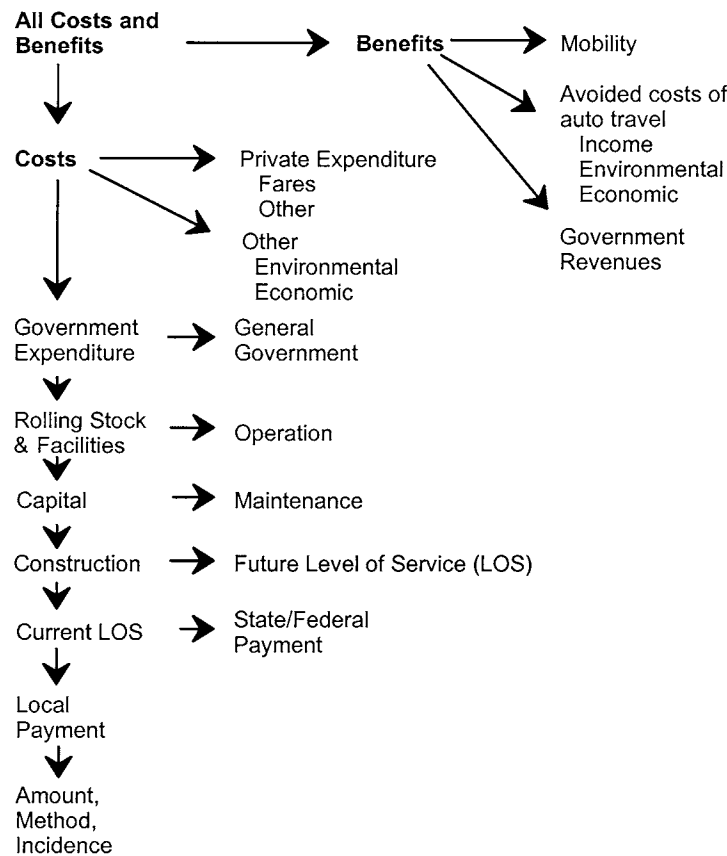 All Costs and
Benefits
Benefits
Mobility
Avoided costs of
auto travel
Income
Environmental
Economic
Government
Revenues
Costs
Private Expenditure
Fares
Other
Other
Environmental
Economic
Government
Expenditure
General
Government
Rolling Stock
& Facilities
Operation
Capital
Maintenance
Construction
Future Level of Service (LOS)
Current LOS
State/Federal
Payment
Local
Payment
Amount,
Method,
Incidence